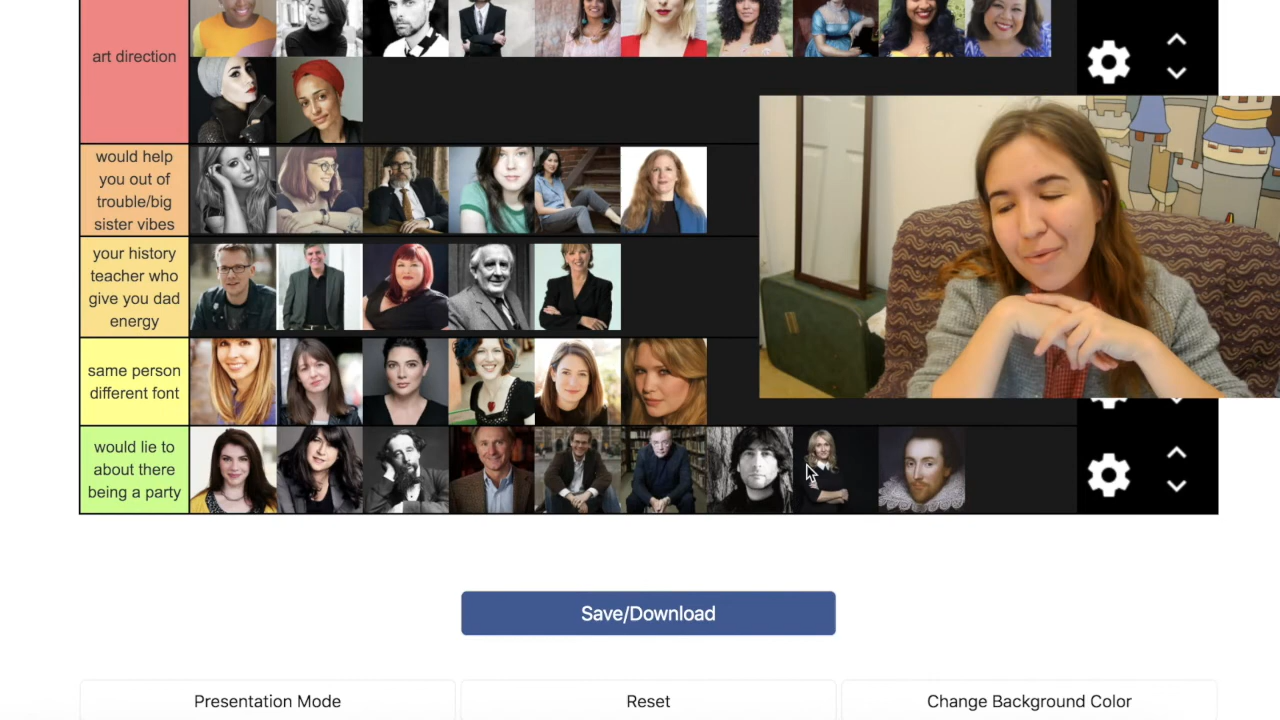 art direction
would help
you out of
trouble/big
sister vibes
your history
teacher who
give you dad
energy
same person
different font
would lie to
about there
being a party
Save/Download
Presentation Mode
Reset
Change Background Color